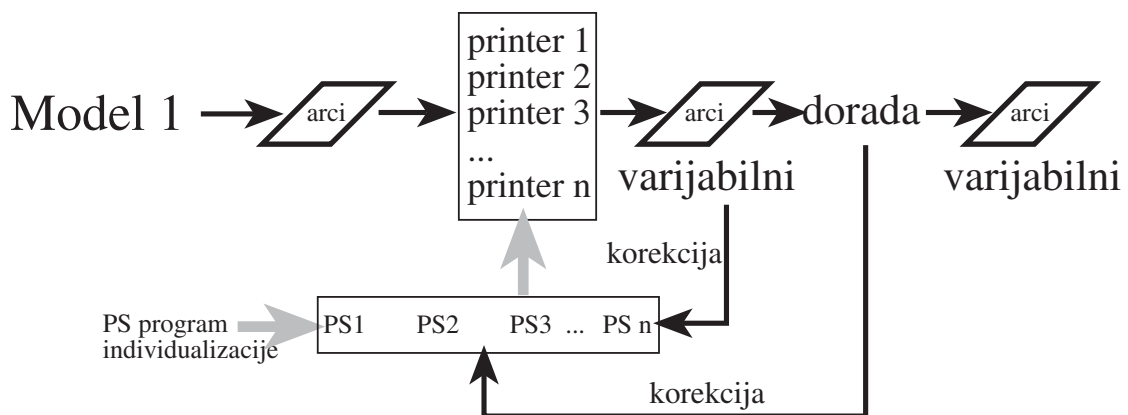 printer 1
printer 2
Model 1
arci
printer 3
arci
dorada
arci
...
printer n
varijabilni
varijabilni
korekcija
PS program
individualizacije
PS1
PS2
PS3
...
PS n
korekcija